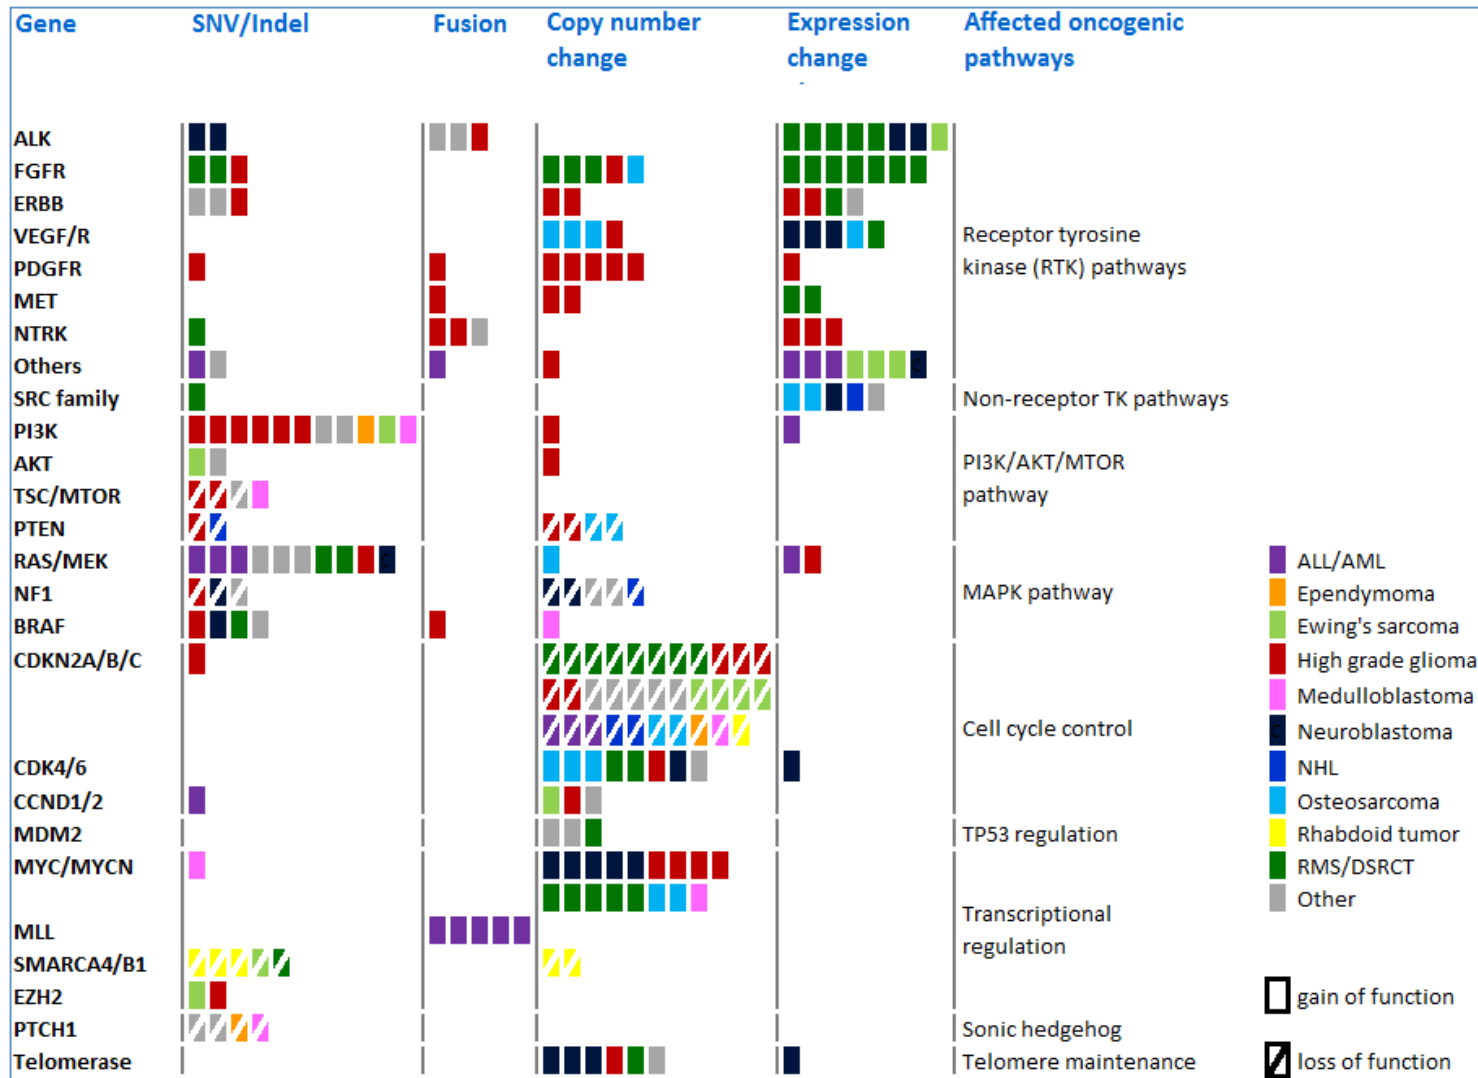 Gene SNV/Indel Fusion Copy number Expression Affected oncogenic
change change pathways
ALK
FGFR
ERBB
VEGF/R Receptor tyrosine
PDGFR kinase (RTK) pathways
MET
NTRK
Others C
SRC family Non-receptor TK pathways
PI3K
AKT PI3K/AKT/MTOR
TSC/MTOR pathway
PTEN
RAS/MEK C ALL/AML
NF1 MAPK pathway Ependymoma
BRAF Ewing's sarcoma
CDKN2A/B/C High grade glioma
Medulloblastoma
Cell cycle control C Neuroblastoma
CDK4/6 NHL
CCND1/2 Osteosarcoma
MDM2 TP53 regulation Rhabdoid tumor
MYC/MYCN RMS/DSRCT
Other
Transcriptional
MLL regulation
SMARCA4/B1
EZH2 gain of function
PTCH1 Sonic hedgehog
Telomerase Telomere maintenance loss of function